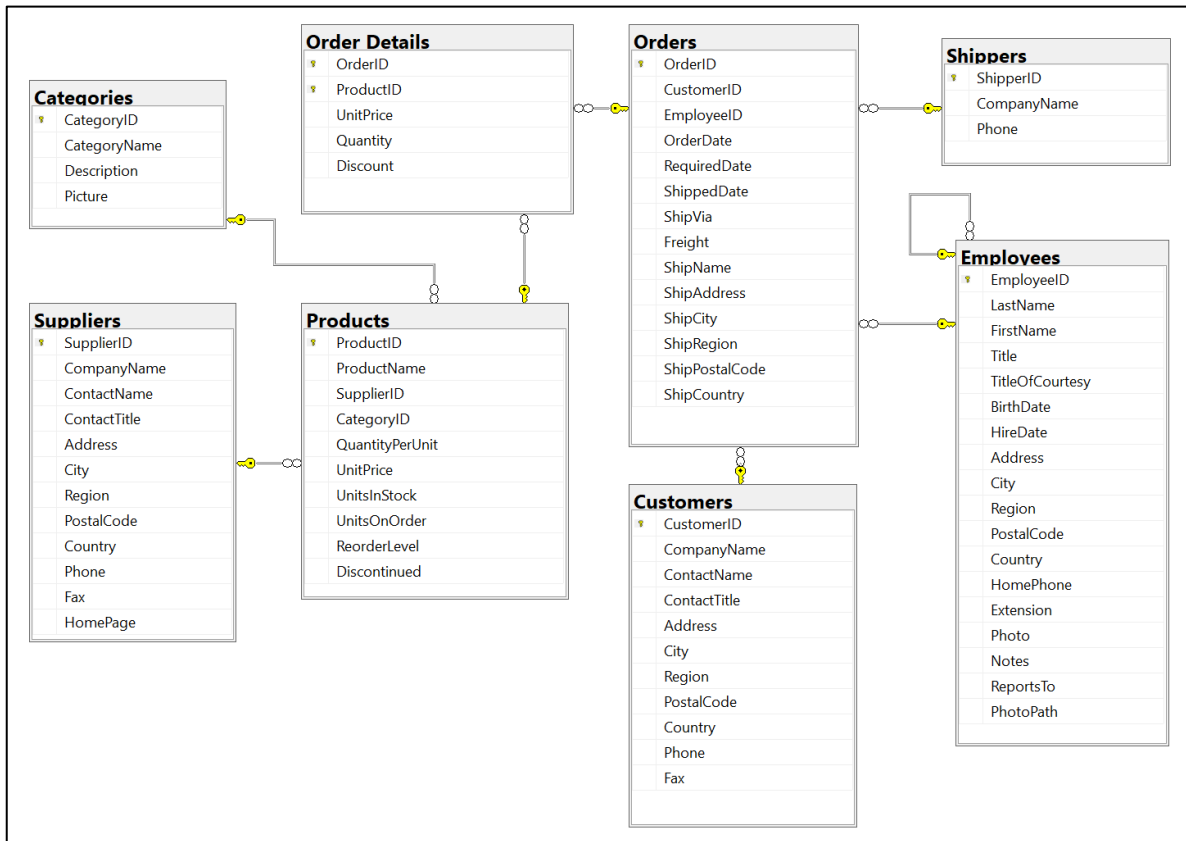 Order Details
OrderID
ProductID
UnitPrice
Quantity
Discount
Orders
OrderID
CustomerID
EmployeeID
OrderDate
RequiredDate
ShippedDate
ShipVia
Freight
ShipName
ShipAddress
ShipCity
ShipRegion
ShipPostalCode
ShipCountry
Shippers
ShipperID
CompanyName
Phone
Categories
CategoryID
CategoryName
Description
Picture
Employees
EmployeeID
LastName
FirstName
Title
TitleOfCourtesy
BirthDate
HireDate
Address
City
Region
PostalCode
Country
HomePhone
Extension
Photo
Notes
ReportsTo
PhotoPath
Suppliers
SupplierID
CompanyName
ContactName
ContactTitle
Address
City
Region
PostalCode
Country
Phone
Fax
HomePage
Products
ProductID
ProductName
SupplierID
CategoryID
QuantityPerUnit
UnitPrice
UnitsInStock
UnitsOnOrder
ReorderLevel
Discontinued
Customers
CustomerID
CompanyName
ContactName
ContactTitle
Address
City
Region
PostalCode
Country
Phone
Fax